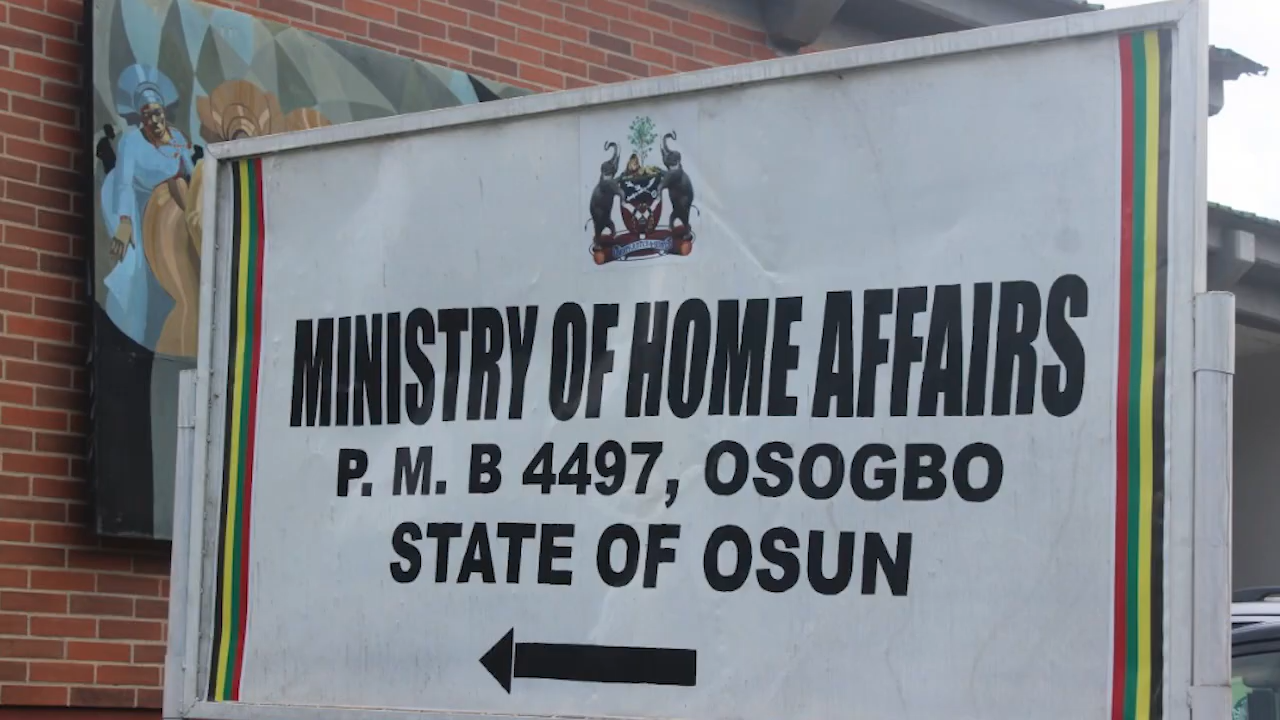 MINISTRY OF HOME AFFAIRS
P. M. B 4497, OSOGBO
STATE OF OSUN